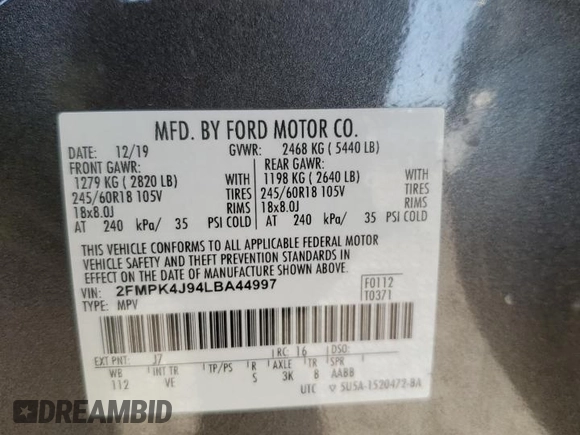 MFD. BY FORD MOTOR CO.
DATE: 12/19 GVWR: 2468 KG ( 5440 LB)
FRONT GAWR: REAR GAWR:
1279 KG ( 2820 LB) WITH 1198 KG ( 2640 LB) WITH
245/60R18 105V TIRES 245/60R18 105V TIRES
18x8.0J RIMS 18x8.0J RIMS
AT 240 kPa/ 35 PSI COLD AT 240 kPa/ 35 PSI COLD
THIS VEHICLE CONFORMS TO ALL APPLICABLE FEDERAL MOTOR
VEHICLE SAFETY AND THEFT PREVENTION STANDARDS IN
EFFECT ON THE DATE OF MANUFACTURE SHOWN ABOVE.
VIN: 2FMPK4J94LBA44997 F0112
TYPE: MPV T0371
EXT PNT: J7 RC: 16 DSO:
WB INT TR TP/PS R AXLE TR SPR
112 VE S 3K 8 AABB
UTC SU5A-1520472-BA
DREAMBID